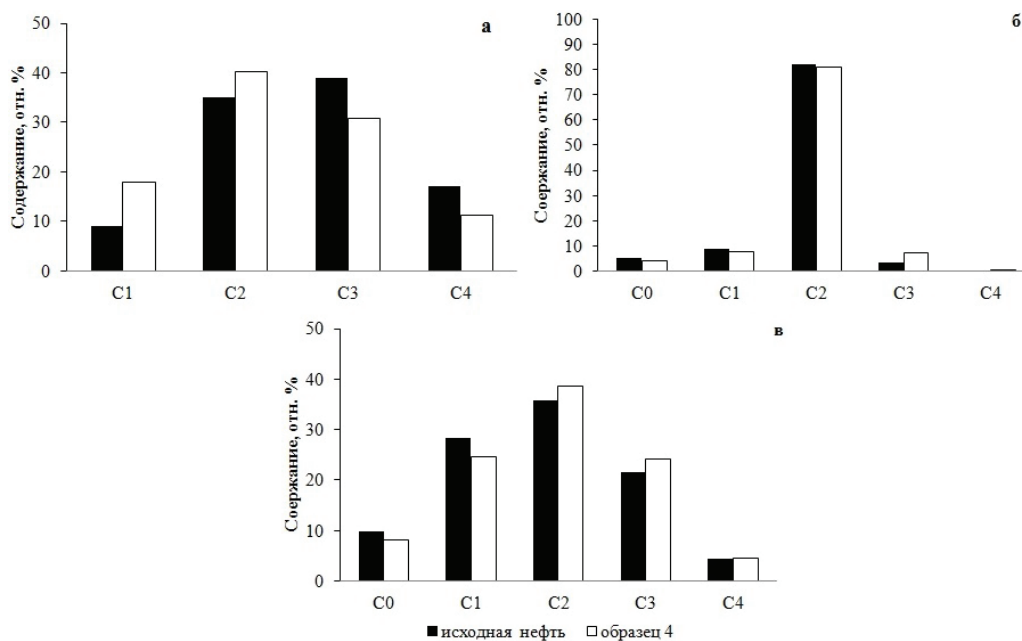 а
Содержание, отн. %
50
40
30
20
10
0
C1 C2 C3 C4
б
Соержание, отн. %
100
90
80
70
60
50
40
30
20
10
0
C0 C1 C2 C3 C4
в
Соержание, отн. %
50
40
30
20
10
0
C0 C1 C2 C3 C4
исходная нефть образец 4